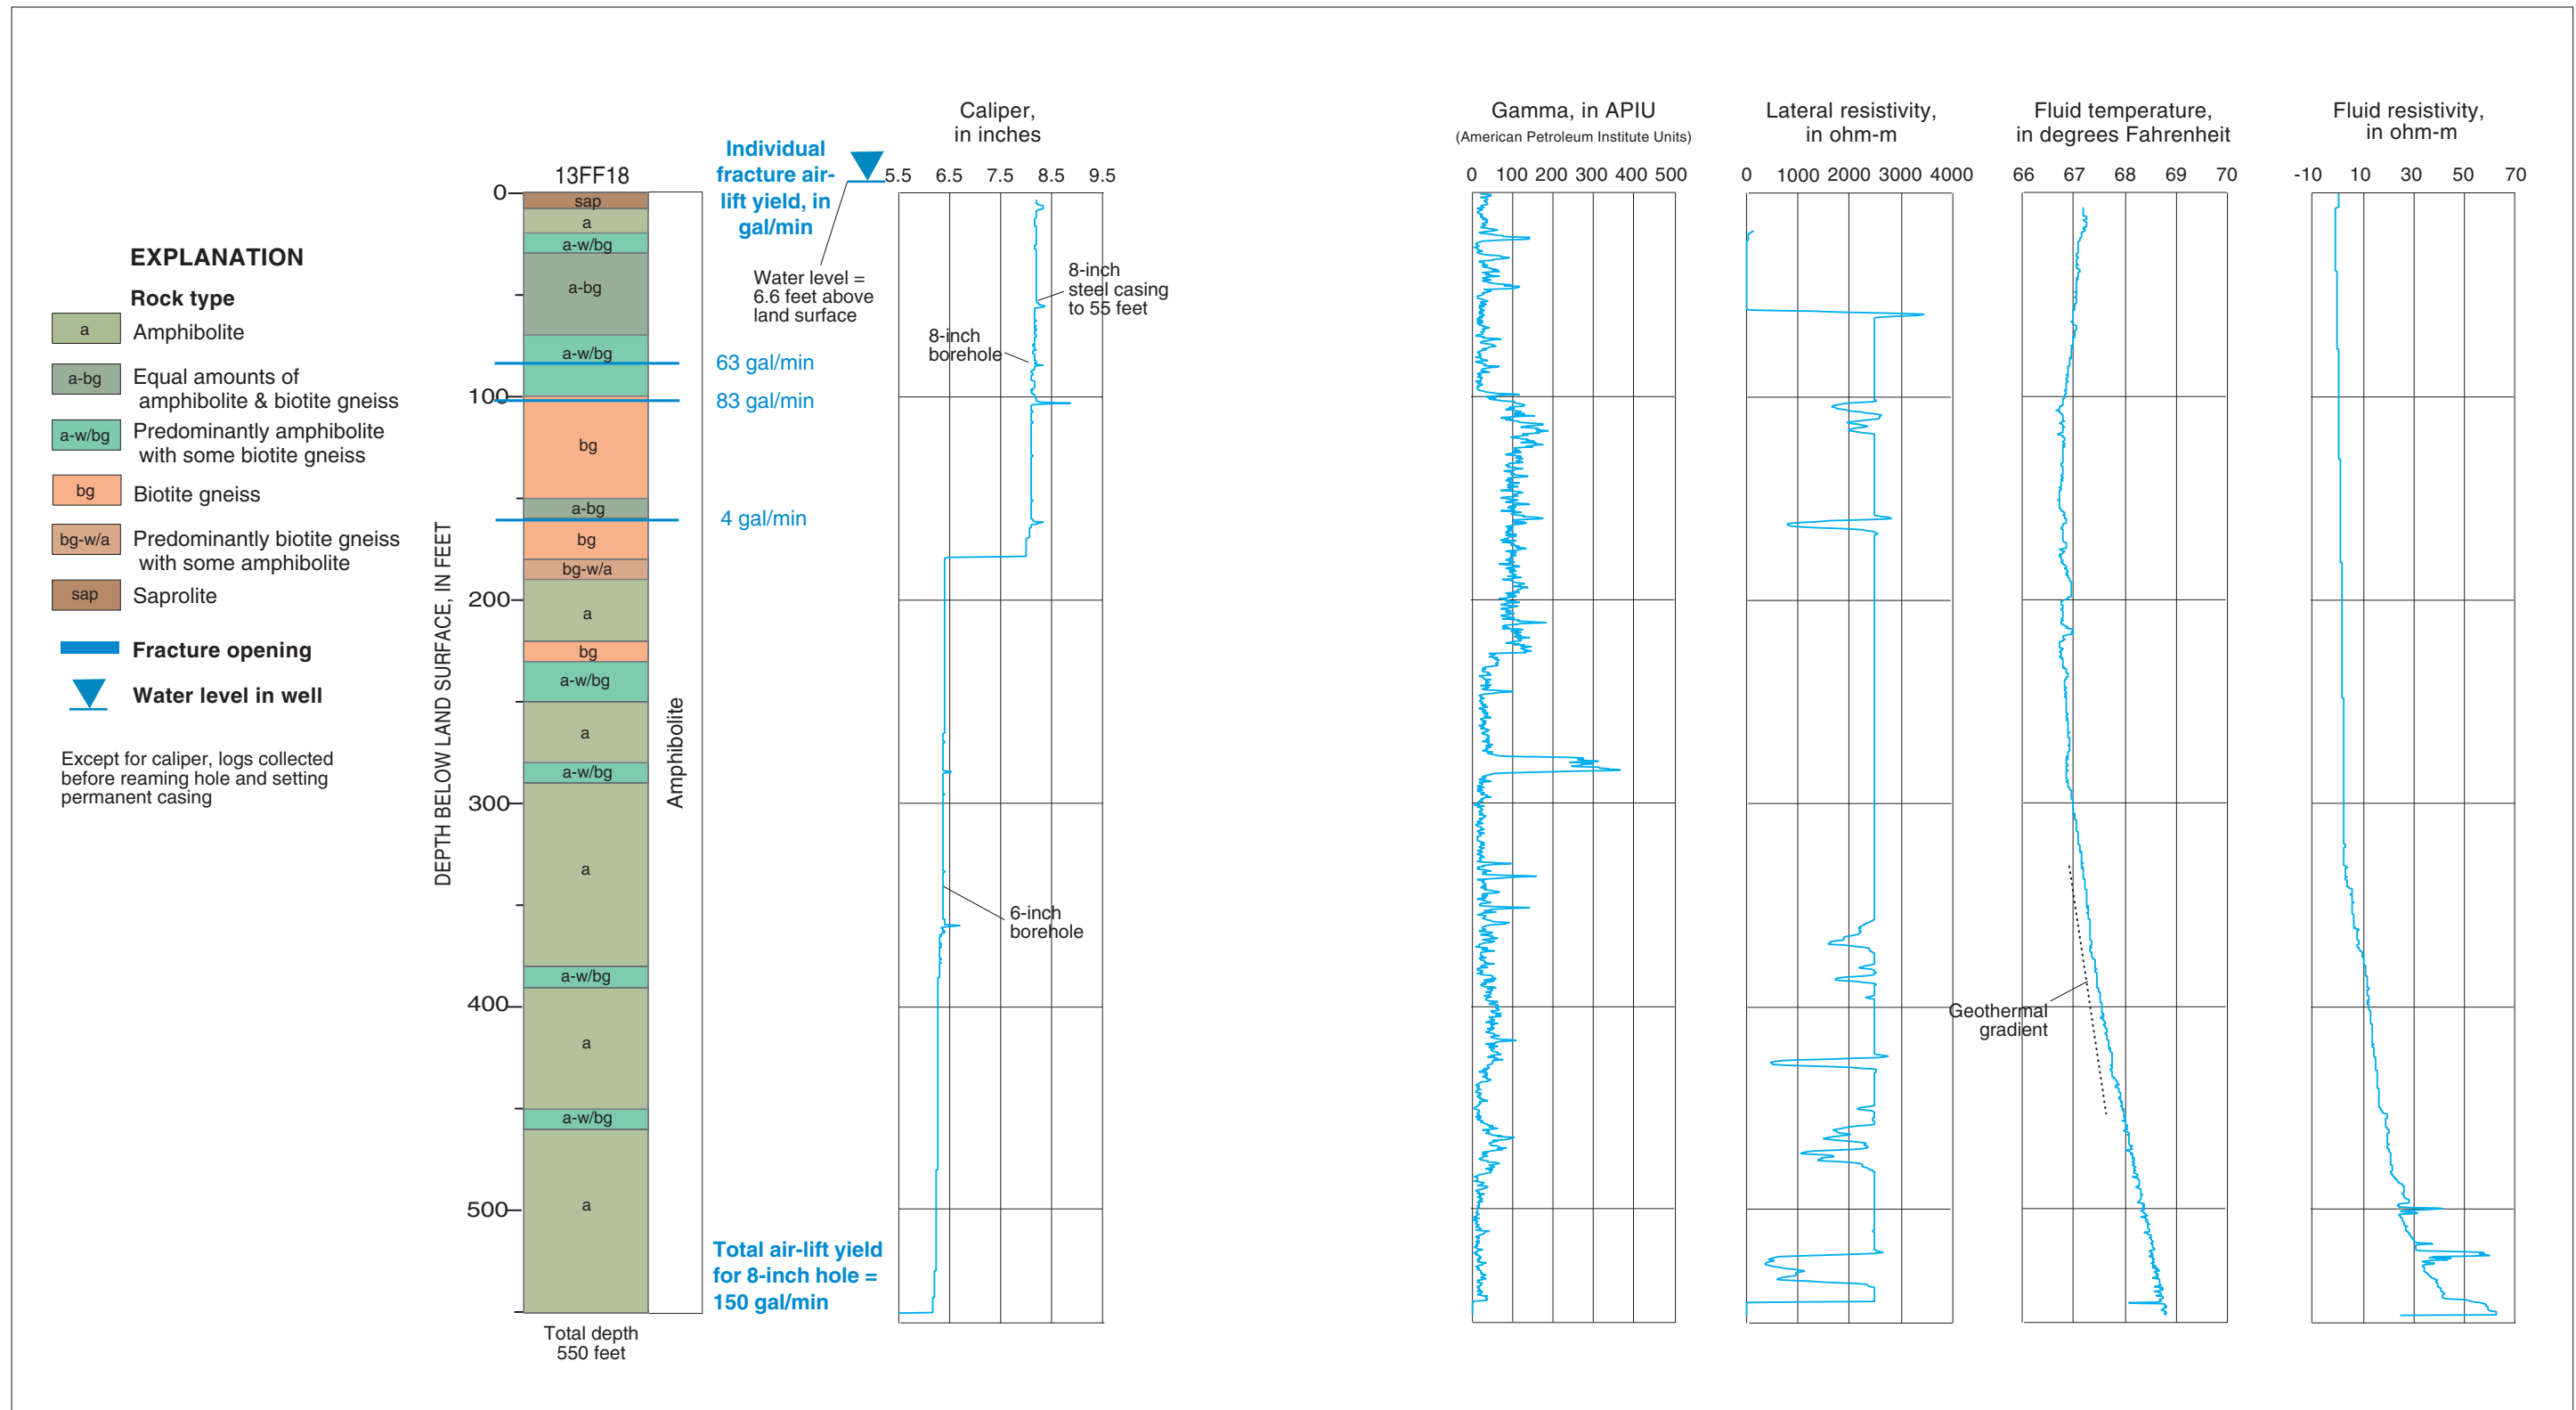 EXPLANATION
Rock type
a Amphibolite
a-bg Equal amounts of
amphibolite & biotite gneiss
a-w/bg Predominantly amphibolite
with some biotite gneiss
bg Biotite gneiss
bg-w/a Predominantly biotite gneiss
with some amphibolite
sap Saprolite
Fracture opening
Water level in well
Except for caliper, logs collected
before reaming hole and setting
permanent casing
DEPTH BELOW LAND SURFACE, IN FEET
0
100
200
300
400
500
13FF18
sap
a
a-w/bg
a-bg
a-w/bg
bg
a-bg
bg
bg-w/a
a
bg
a-w/bg
a
a-w/bg
a
a-w/bg
a
a-w/bg
a
Total depth
550 feet
Amphibolite
Individual
fracture air-
lift yield, in
gal/min
Water level =
6.6 feet above
land surface
63 gal/min
83 gal/min
4 gal/min
Total air-lift yield
for 8-inch hole =
150 gal/min
Caliper,
in inches
5.5 6.5 7.5 8.5 9.5
8-inch
steel casing
to 55 feet
8-inch
borehole
6-inch
borehole
Gamma, in APIU
(American Petroleum Institute Units)
0 100 200 300 400 500
Lateral resistivity,
in ohm-m
0 1000 2000 3000 4000
Fluid temperature,
in degrees Fahrenheit
66 67 68 69 70
Geothermal
gradient
Fluid resistivity,
in ohm-m
-10 10 30 50 70